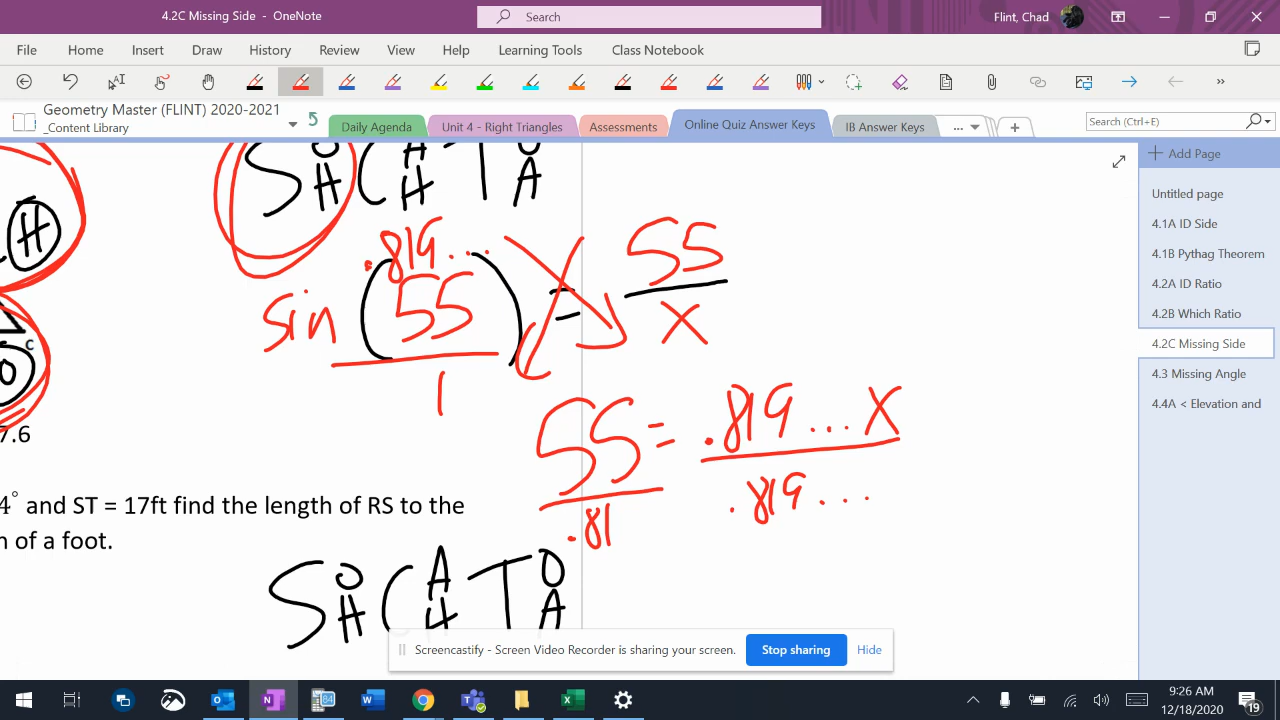 4.2C Missing Side - OneNote
Search
Flint, Chad
File Home Insert Draw History Review View Help Learning Tools Class Notebook
Geometry Master (FLINT) 2020-2021
_Content Library
Daily Agenda Unit 4 - Right Triangles Assessments Online Quiz Answer Keys IB Answer Keys ...
Search (Ctrl+E)
Add Page
Untitled page
4.1A ID Side
4.1B Pythag Theorem
4.2A ID Ratio
4.2B Which Ratio
4.2C Missing Side
4.3 Missing Angle
4.4A < Elevation and
S O H C A H T O A
H
.819...
sin (55) = 55
1 x
c
O
55 = .819...x
.81 .819...
7.6
4° and ST = 17ft find the length of RS to the
n of a foot.
S O H C A H T O A
Screencastify - Screen Video Recorder is sharing your screen. Stop sharing Hide
9:26 AM
12/18/2020
19